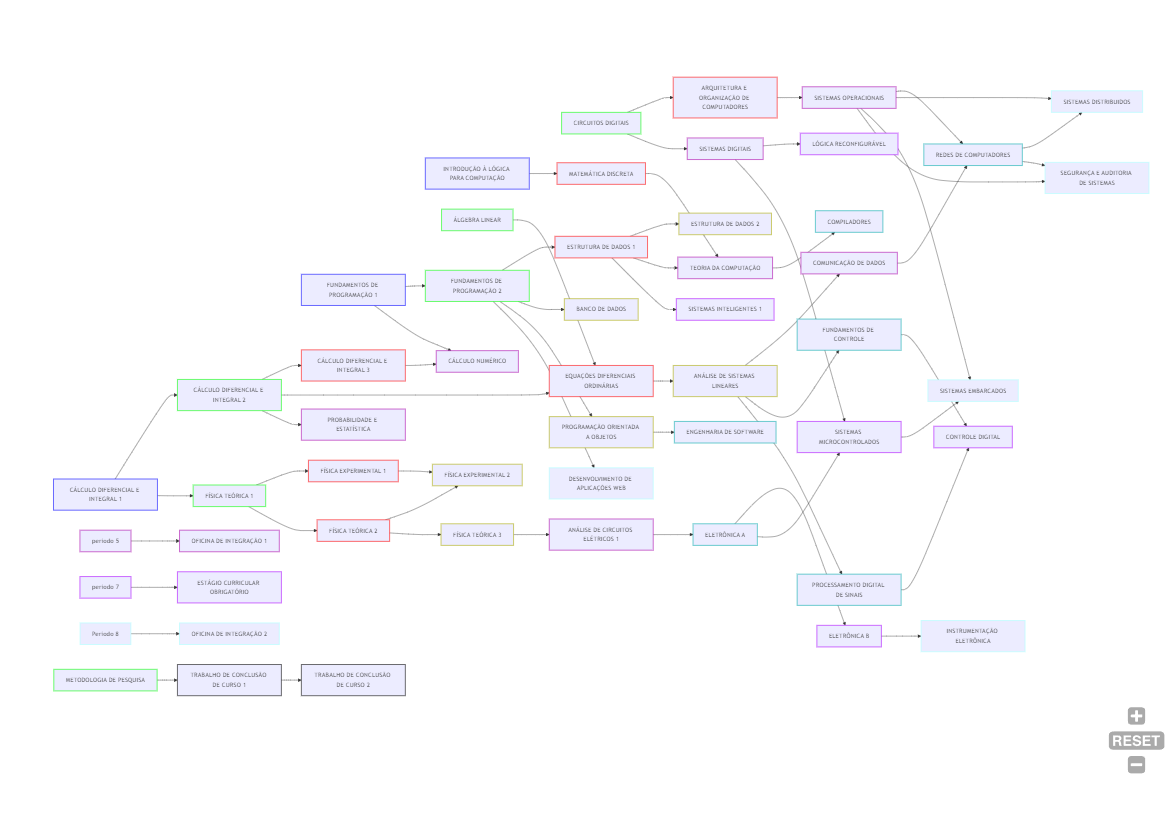 ARQUITETURA E
ORGANIZAÇÃO DE
COMPUTADORES
SISTEMAS OPERACIONAIS
SISTEMAS DISTRIBUIDOS
CIRCUITOS DIGITAIS
SISTEMAS DIGITAIS
LÓGICA RECONFIGURÁVEL
REDES DE COMPUTADORES
SEGURANÇA E AUDITORIA
DE SISTEMAS
INTRODUÇÃO À LÓGICA
PARA COMPUTAÇÃO
MATEMÁTICA DISCRETA
ÁLGEBRA LINEAR
ESTRUTURA DE DADOS 2
COMPILADORES
ESTRUTURA DE DADOS 1
TEORIA DA COMPUTAÇÃO
COMUNICAÇÃO DE DADOS
FUNDAMENTOS DE
PROGRAMAÇÃO 1
FUNDAMENTOS DE
PROGRAMAÇÃO 2
BANCO DE DADOS
SISTEMAS INTELIGENTES 1
FUNDAMENTOS DE
CONTROLE
CÁLCULO DIFERENCIAL E
INTEGRAL 3
CÁLCULO NUMÉRICO
CÁLCULO DIFERENCIAL E
INTEGRAL 2
EQUAÇÕES DIFERENCIAIS
ORDINÁRIAS
ANÁLISE DE SISTEMAS
LINEARES
SISTEMAS EMBARCADOS
PROBABILIDADE E
ESTATÍSTICA
PROGRAMAÇÃO ORIENTADA
A OBJETOS
ENGENHARIA DE SOFTWARE
SISTEMAS
MICROCONTROLADOS
CONTROLE DIGITAL
FÍSICA EXPERIMENTAL 1
FÍSICA EXPERIMENTAL 2
DESENVOLVIMENTO DE
APLICAÇÕES WEB
CÁLCULO DIFERENCIAL E
INTEGRAL 1
FÍSICA TEÓRICA 1
FÍSICA TEÓRICA 2
FÍSICA TEÓRICA 3
ANÁLISE DE CIRCUITOS
ELÉTRICOS 1
ELETRÔNICA A
periodo 5
OFICINA DE INTEGRAÇÃO 1
periodo 7
ESTÁGIO CURRICULAR
OBRIGATÓRIO
PROCESSAMENTO DIGITAL
DE SINAIS
Periodo 8
OFICINA DE INTEGRAÇÃO 2
ELETRÔNICA B
INSTRUMENTAÇÃO
ELETRÔNICA
METODOLOGIA DE PESQUISA
TRABALHO DE CONCLUSÃO
DE CURSO 1
TRABALHO DE CONCLUSÃO
DE CURSO 2
+
RESET
−